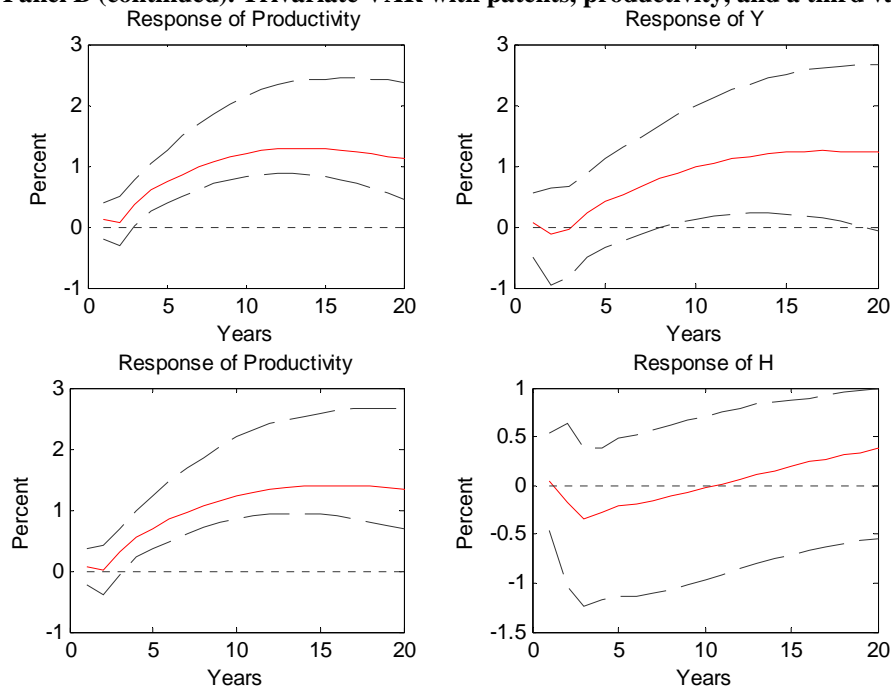 Panel B (continued). Trivariate VAR with patents, productivity, and a third
Response of Productivity
3
2
1
0
-1
Percent
0 5 10 15 20
Years
Response of Y
3
2
1
0
-1
Percent
0 5 10 15 20
Years
Response of Productivity
3
2
1
0
-1
Percent
0 5 10 15 20
Years
Response of H
1
0.5
0
-0.5
-1
-1.5
Percent
0 5 10 15 20
Years